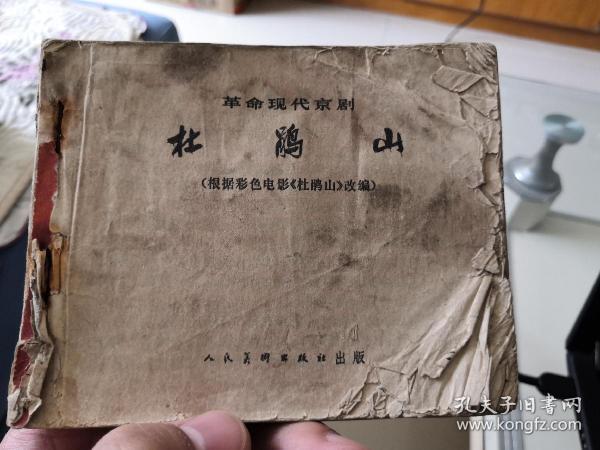 革命现代京剧
杜鹃山
（根据彩色电影《杜鹃山》改编）
人民美术出版社出版
孔夫子旧书网
kongfz.com